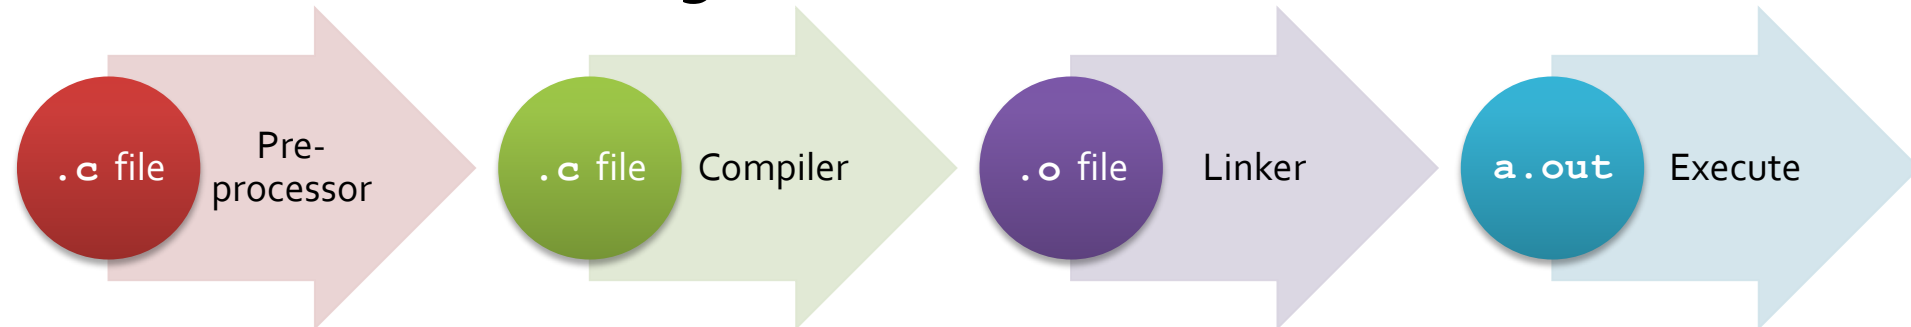 .c file
Pre-
processor
.c file
Compiler
.o file
Linker
a.out
Execute